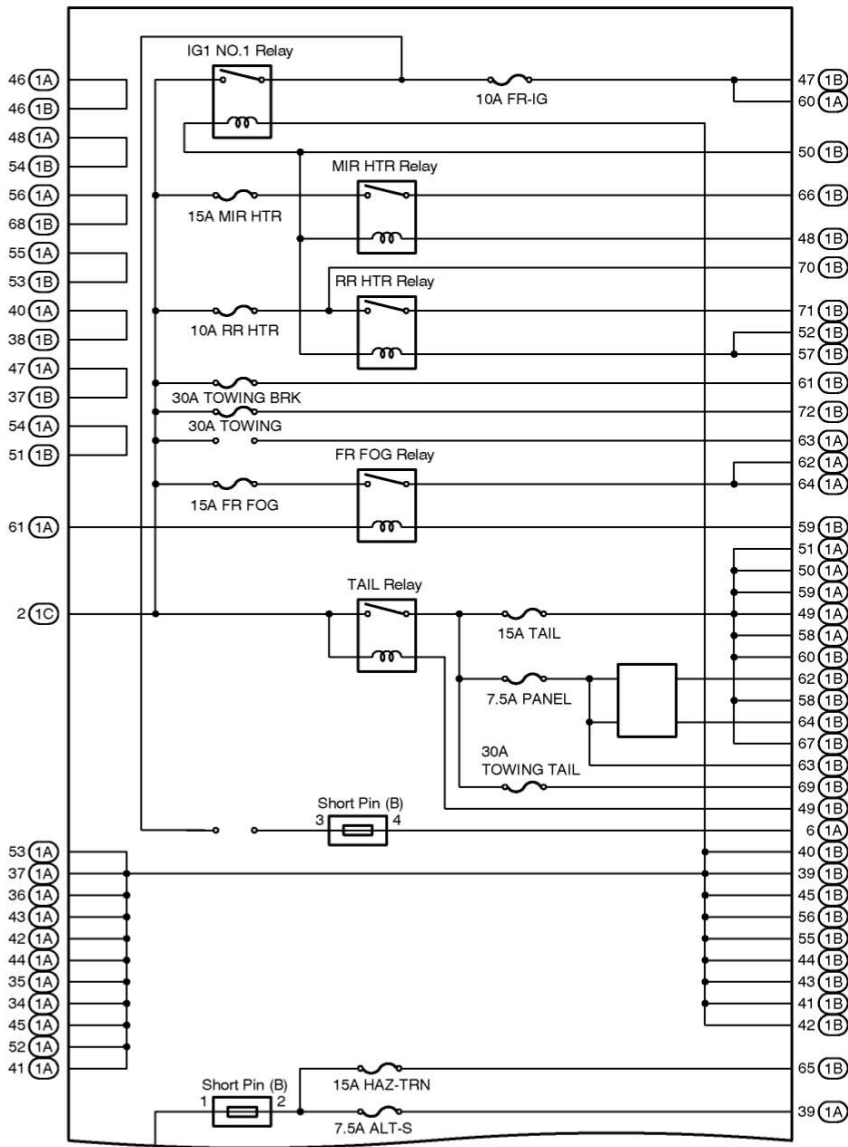 IG1 NO.1 Relay
46 1A
10A FR-IG
47 1B
46 1B
60 1A
48 1A
50 1B
54 1B
MIR HTR Relay
56 1A
15A MIR HTR
66 1B
68 1B
48 1B
55 1A
70 1B
53 1B
RR HTR Relay
40 1A
10A RR HTR
71 1B
38 1B
52 1B
57 1B
47 1A
61 1B
37 1B
30A TOWING BRK
72 1B
54 1A
30A TOWING
63 1A
51 1B
FR FOG Relay
62 1A
15A FR FOG
64 1A
61 1A
59 1B
51 1A
50 1A
TAIL Relay
59 1A
2 1C
15A TAIL
49 1A
58 1A
60 1B
7.5A PANEL
62 1B
58 1B
64 1B
67 1B
30A
TOWING TAIL
63 1B
69 1B
49 1B
Short Pin (B)
3 4
6 1A
53 1A
40 1B
37 1A
39 1B
36 1A
45 1B
43 1A
56 1B
42 1A
55 1B
44 1A
44 1B
35 1A
43 1B
34 1A
41 1B
45 1A
42 1B
52 1A
41 1A
15A HAZ-TRN
65 1B
Short Pin (B)
1 2
7.5A ALT-S
39 1A